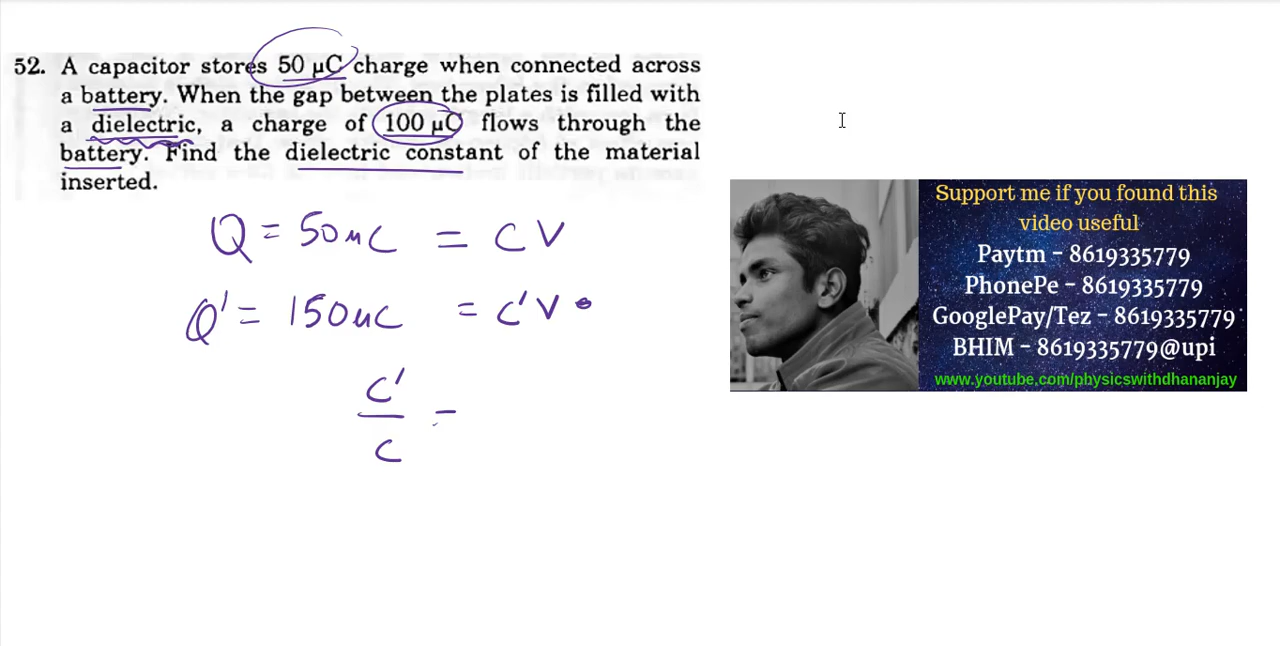 52. A capacitor stores 50 μC charge when connected across
a battery. When the gap between the plates is filled with
a dielectric, a charge of 100 μC flows through the
battery. Find the dielectric constant of the material
inserted.
Q = 50 μC = C V
Q' = 150 μC = C' V
C'
—— =
C
Support me if you found this
video useful
Paytm - 8619335779
PhonePe - 8619335779
GooglePay/Tez - 8619335779
BHIM - 8619335779@upi
www.youtube.com/physicswithdhananjay